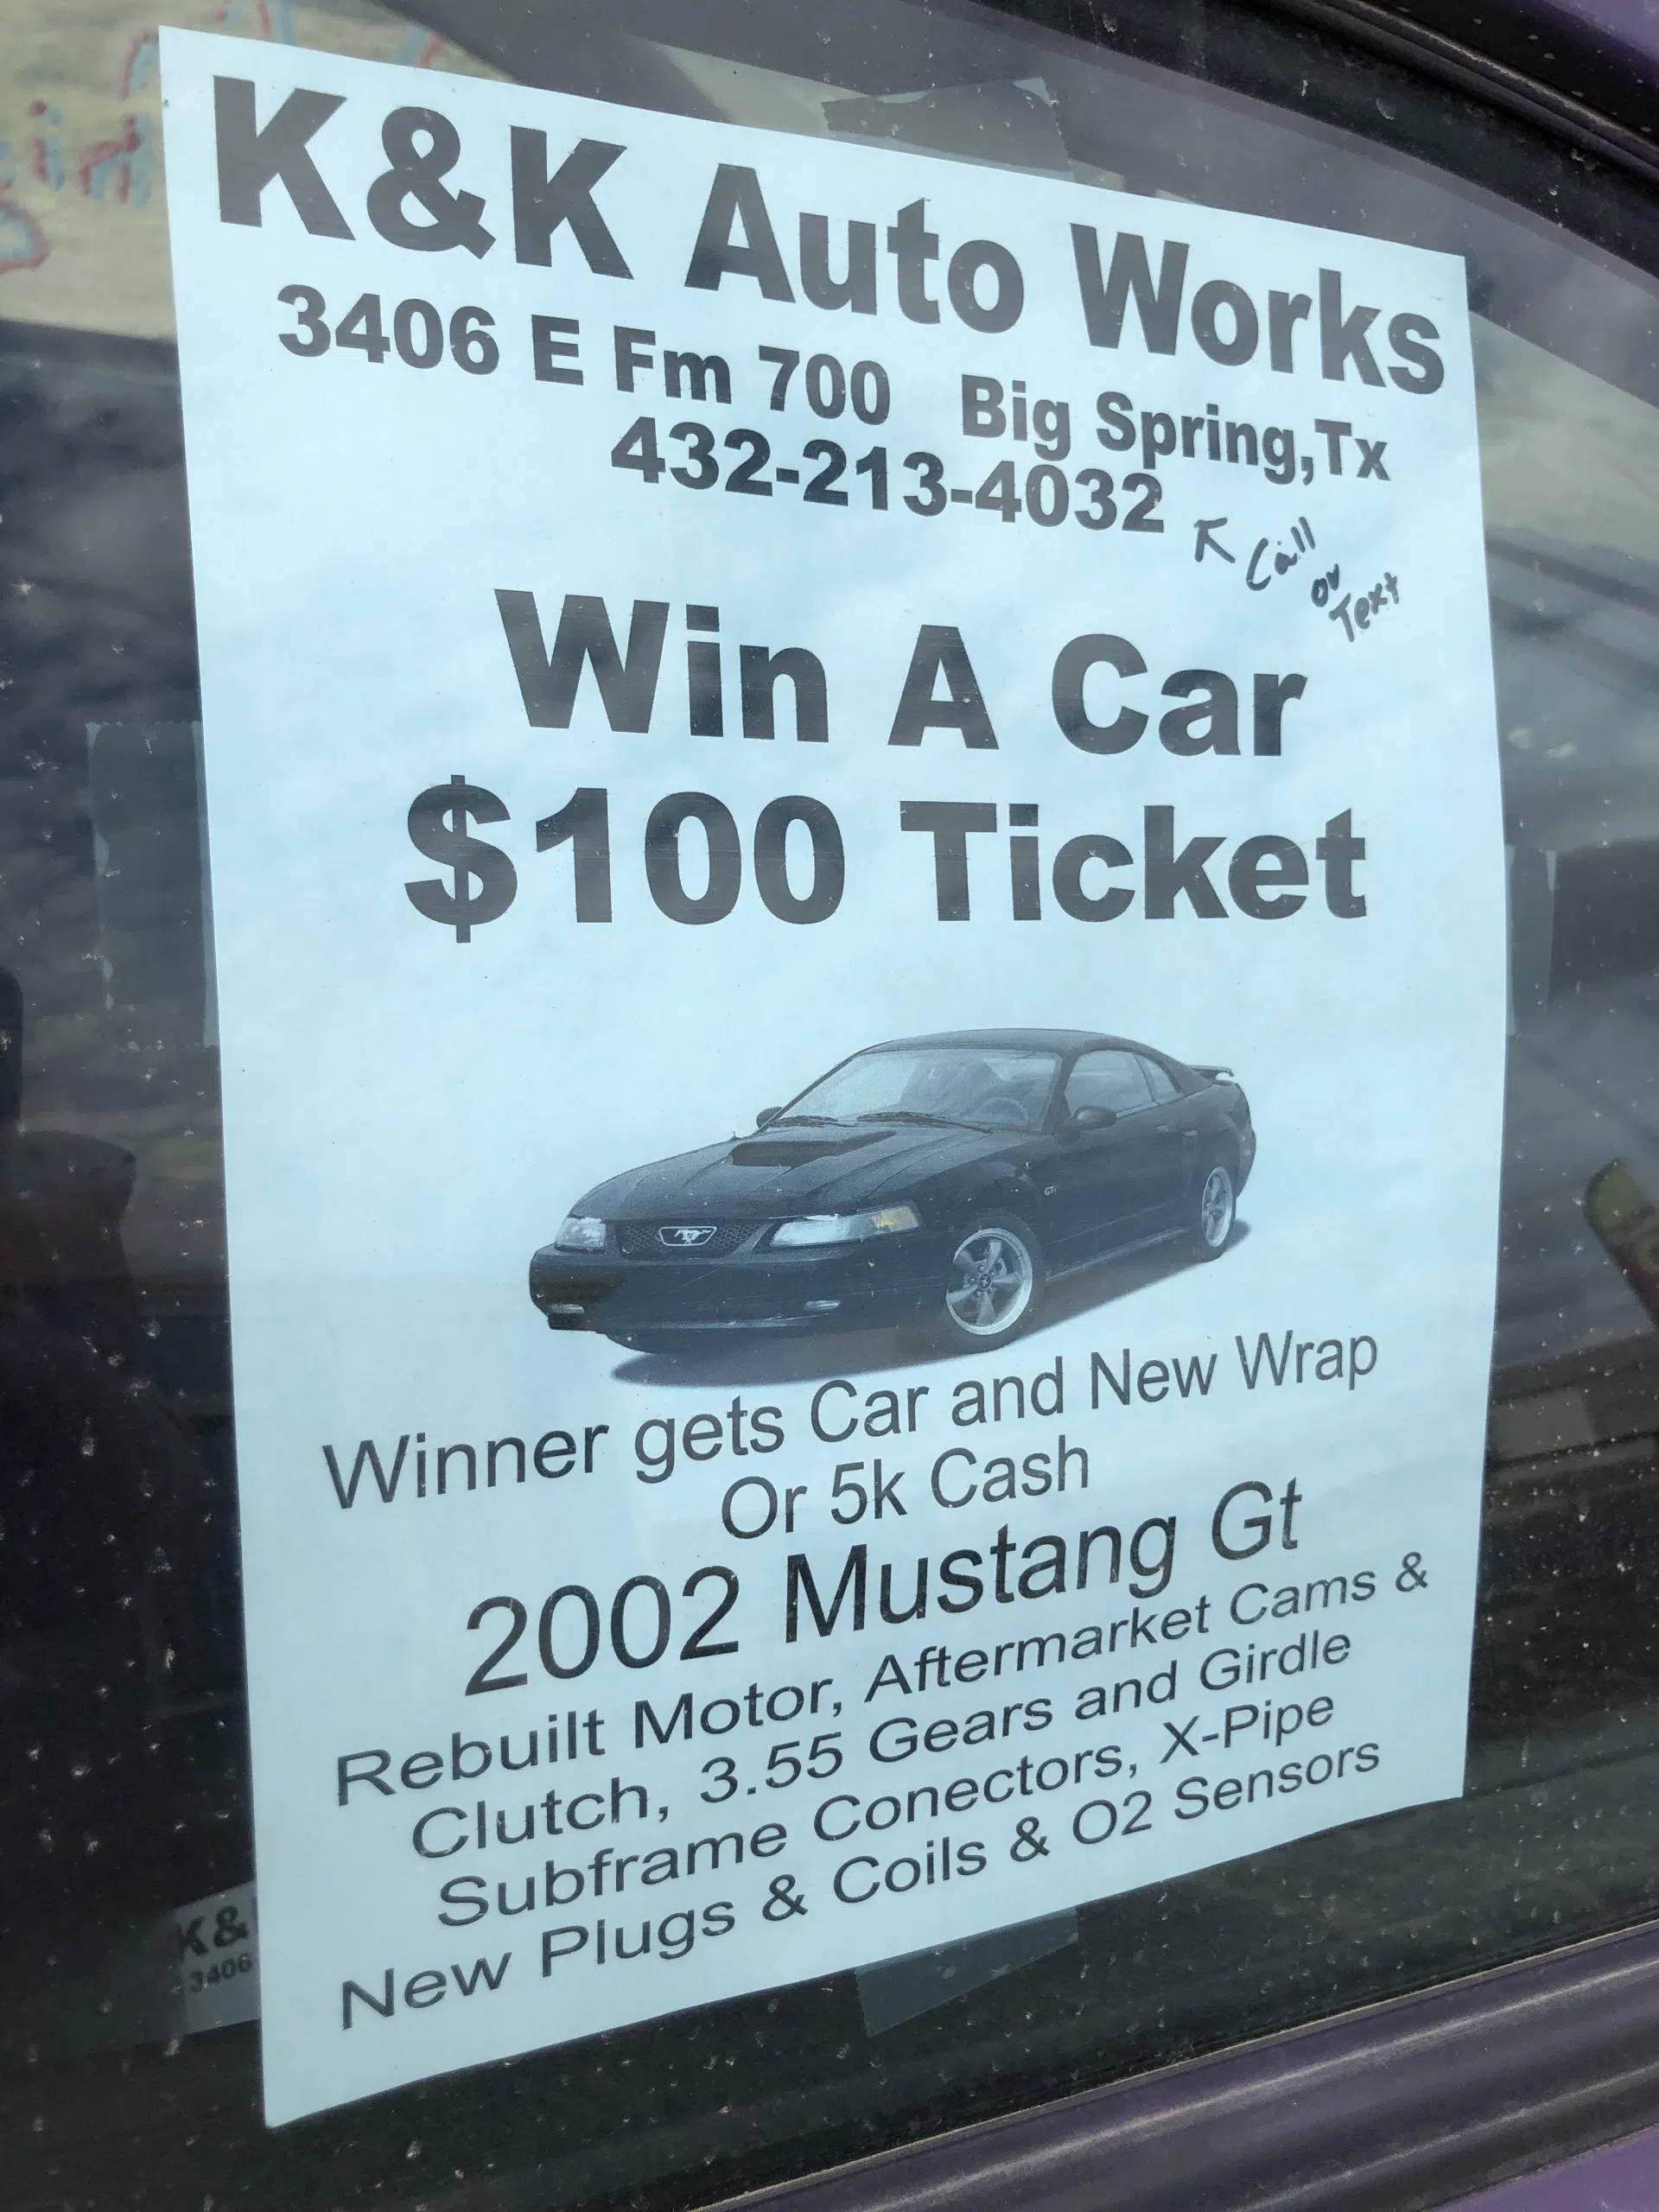 K&K Auto Works
3406 E Fm 700 Big Spring,Tx
432-213-4032
Call
or
Text
Win A Car
$100 Ticket
GT
Winner gets Car and New Wrap
Or 5k Cash
2002 Mustang Gt
Rebuilt Motor, Aftermarket Cams &
Clutch, 3.55 Gears and Girdle
Subframe Conectors, X-Pipe
New Plugs & Coils & O2 Sensors
K&
3406